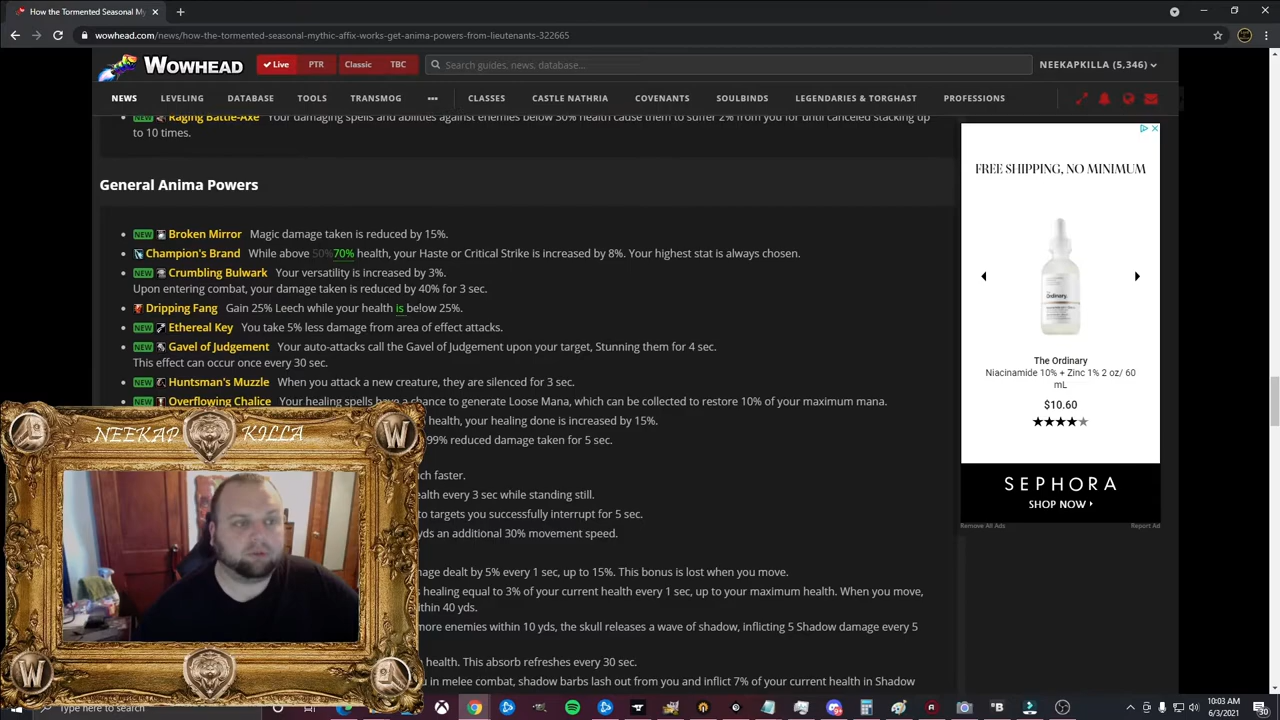 How the Tormented Seasonal My
wowhead.com/news/how-the-tormented-seasonal-mythic-affix-works-get-anima-powers-from-lieutenants-322665
WOWHEAD
Live PTR Classic TBC
Search guides, news, database...
NEEKAPKILLA (5,346)
NEWS LEVELING DATABASE TOOLS TRANSMOG ••• CLASSES CASTLE NATHRIA COVENANTS SOULBINDS LEGENDARIES & TORGHAST PROFESSIONS
NEW Raging Battle-Axe Your damaging spells and abilities against enemies below 30% health cause them to suffer 2% from you for until canceled stacking up
to 10 times.
General Anima Powers
NEW Broken Mirror Magic damage taken is reduced by 15%.
Champion's Brand While above 50%70% health, your Haste or Critical Strike is increased by 8%. Your highest stat is always chosen.
NEW Crumbling Bulwark Your versatility is increased by 3%.
Upon entering combat, your damage taken is reduced by 40% for 3 sec.
Dripping Fang Gain 25% Leech while your health is below 25%.
NEW Ethereal Key You take 5% less damage from area of effect attacks.
NEW Gavel of Judgement Your auto-attacks call the Gavel of Judgement upon your target, Stunning them for 4 sec.
This effect can occur once every 30 sec.
NEW Huntsman's Muzzle When you attack a new creature, they are silenced for 3 sec.
NEW Overflowing Chalice Your healing spells have a chance to generate Loose Mana, which can be collected to restore 10% of your maximum mana.
health, your healing done is increased by 15%.
99% reduced damage taken for 5 sec.
faster.
every 3 sec while standing still.
to targets you successfully interrupt for 5 sec.
an additional 30% movement speed.
dealt by 5% every 1 sec, up to 15%. This bonus is lost when you move.
healing equal to 3% of your current health every 1 sec, up to your maximum health. When you move,
within 40 yds.
more enemies within 10 yds, the skull releases a wave of shadow, inflicting 5 Shadow damage every 5
health. This absorb refreshes every 30 sec.
in melee combat, shadow barbs lash out from you and inflict 7% of your current health in Shadow
FREE SHIPPING, NO MINIMUM
Ordinary
The Ordinary
Niacinamide 10% + Zinc 1% 2 oz/ 60
mL
$10.60
SEPHORA
SHOP NOW
Remove All Ads Report Ad
NEEKAP KILLA
W
W
Type here to search
10:03 AM
6/3/2021